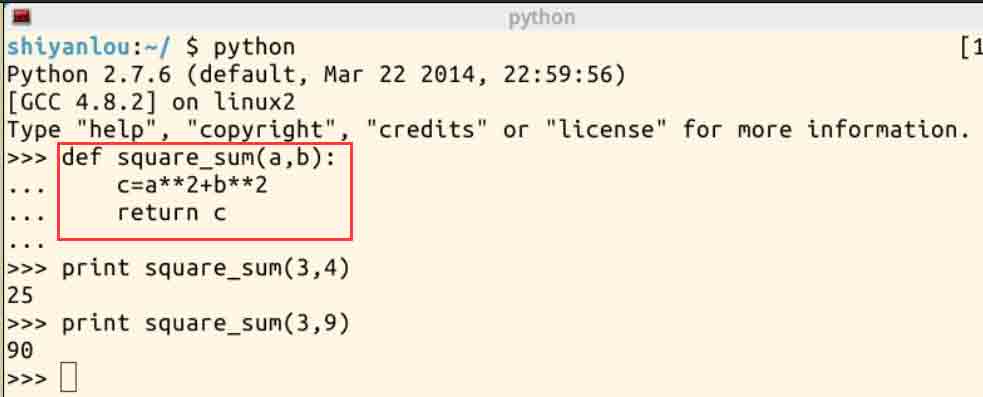 python
shiyanlou:~/ $ python [1
Python 2.7.6 (default, Mar 22 2014, 22:59:56)
[GCC 4.8.2] on linux2
Type "help", "copyright", "credits" or "license" for more information.
>>> def square_sum(a,b):
...     c=a**2+b**2
...     return c
...
>>> print square_sum(3,4)
25
>>> print square_sum(3,9)
90
>>>